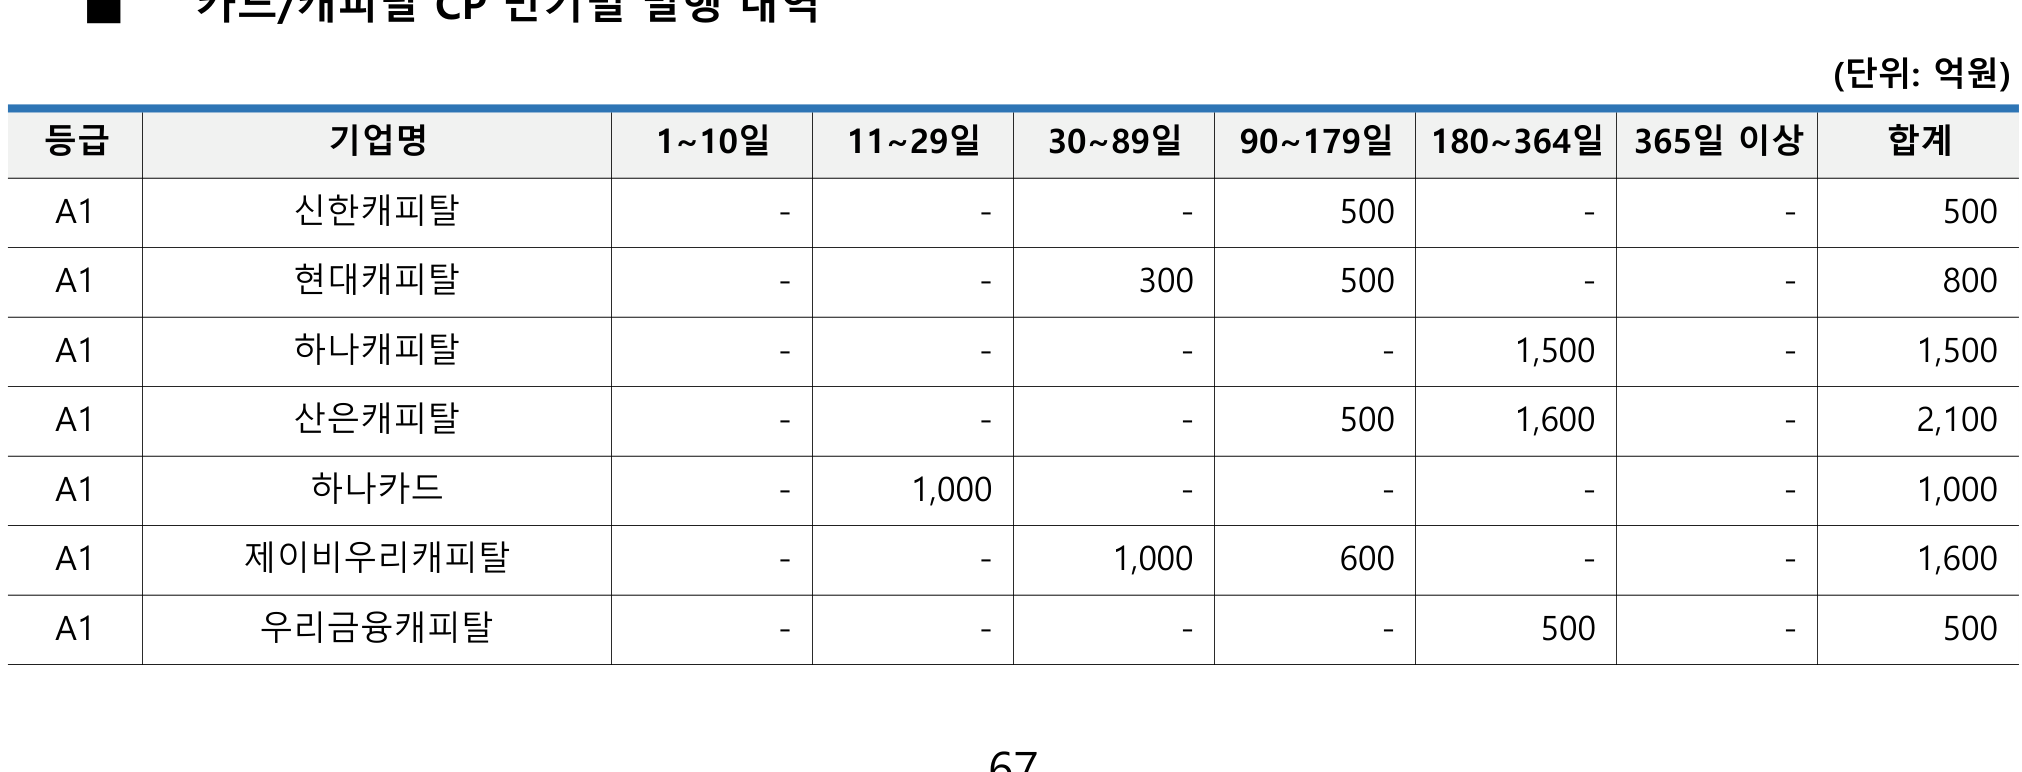 ■ 카드/캐피탈 CP 만기별 발행 내역
(단위: 억원)
등급 기업명 1~10일 11~29일 30~89일 90~179일 180~364일 365일 이상 합계
A1 신한캐피탈 - - - 500 - - 500
A1 현대캐피탈 - - 300 500 - - 800
A1 하나캐피탈 - - - - 1,500 - 1,500
A1 산은캐피탈 - - - 500 1,600 - 2,100
A1 하나카드 - 1,000 - - - - 1,000
A1 제이비우리캐피탈 - - 1,000 600 - - 1,600
A1 우리금융캐피탈 - - - - 500 - 500
67